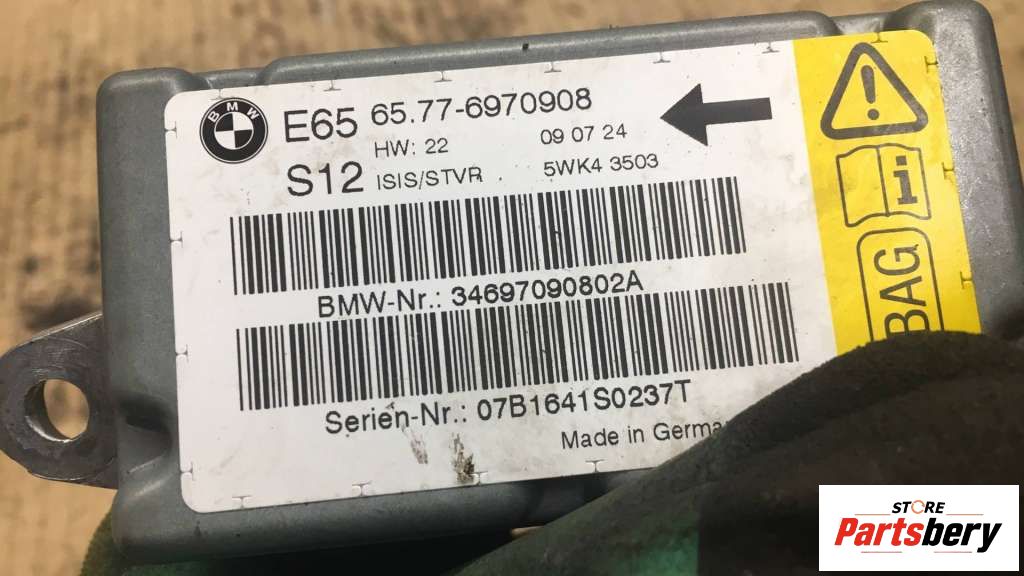 BMW
E65 65.77-6970908
HW: 22 09 07 24
S12 ISIS/STVR 5WK4 3503
BMW-Nr.: 34697090802A
Serien-Nr.: 07B1641S0237T
Made in
BAG
STORE
Partsbery